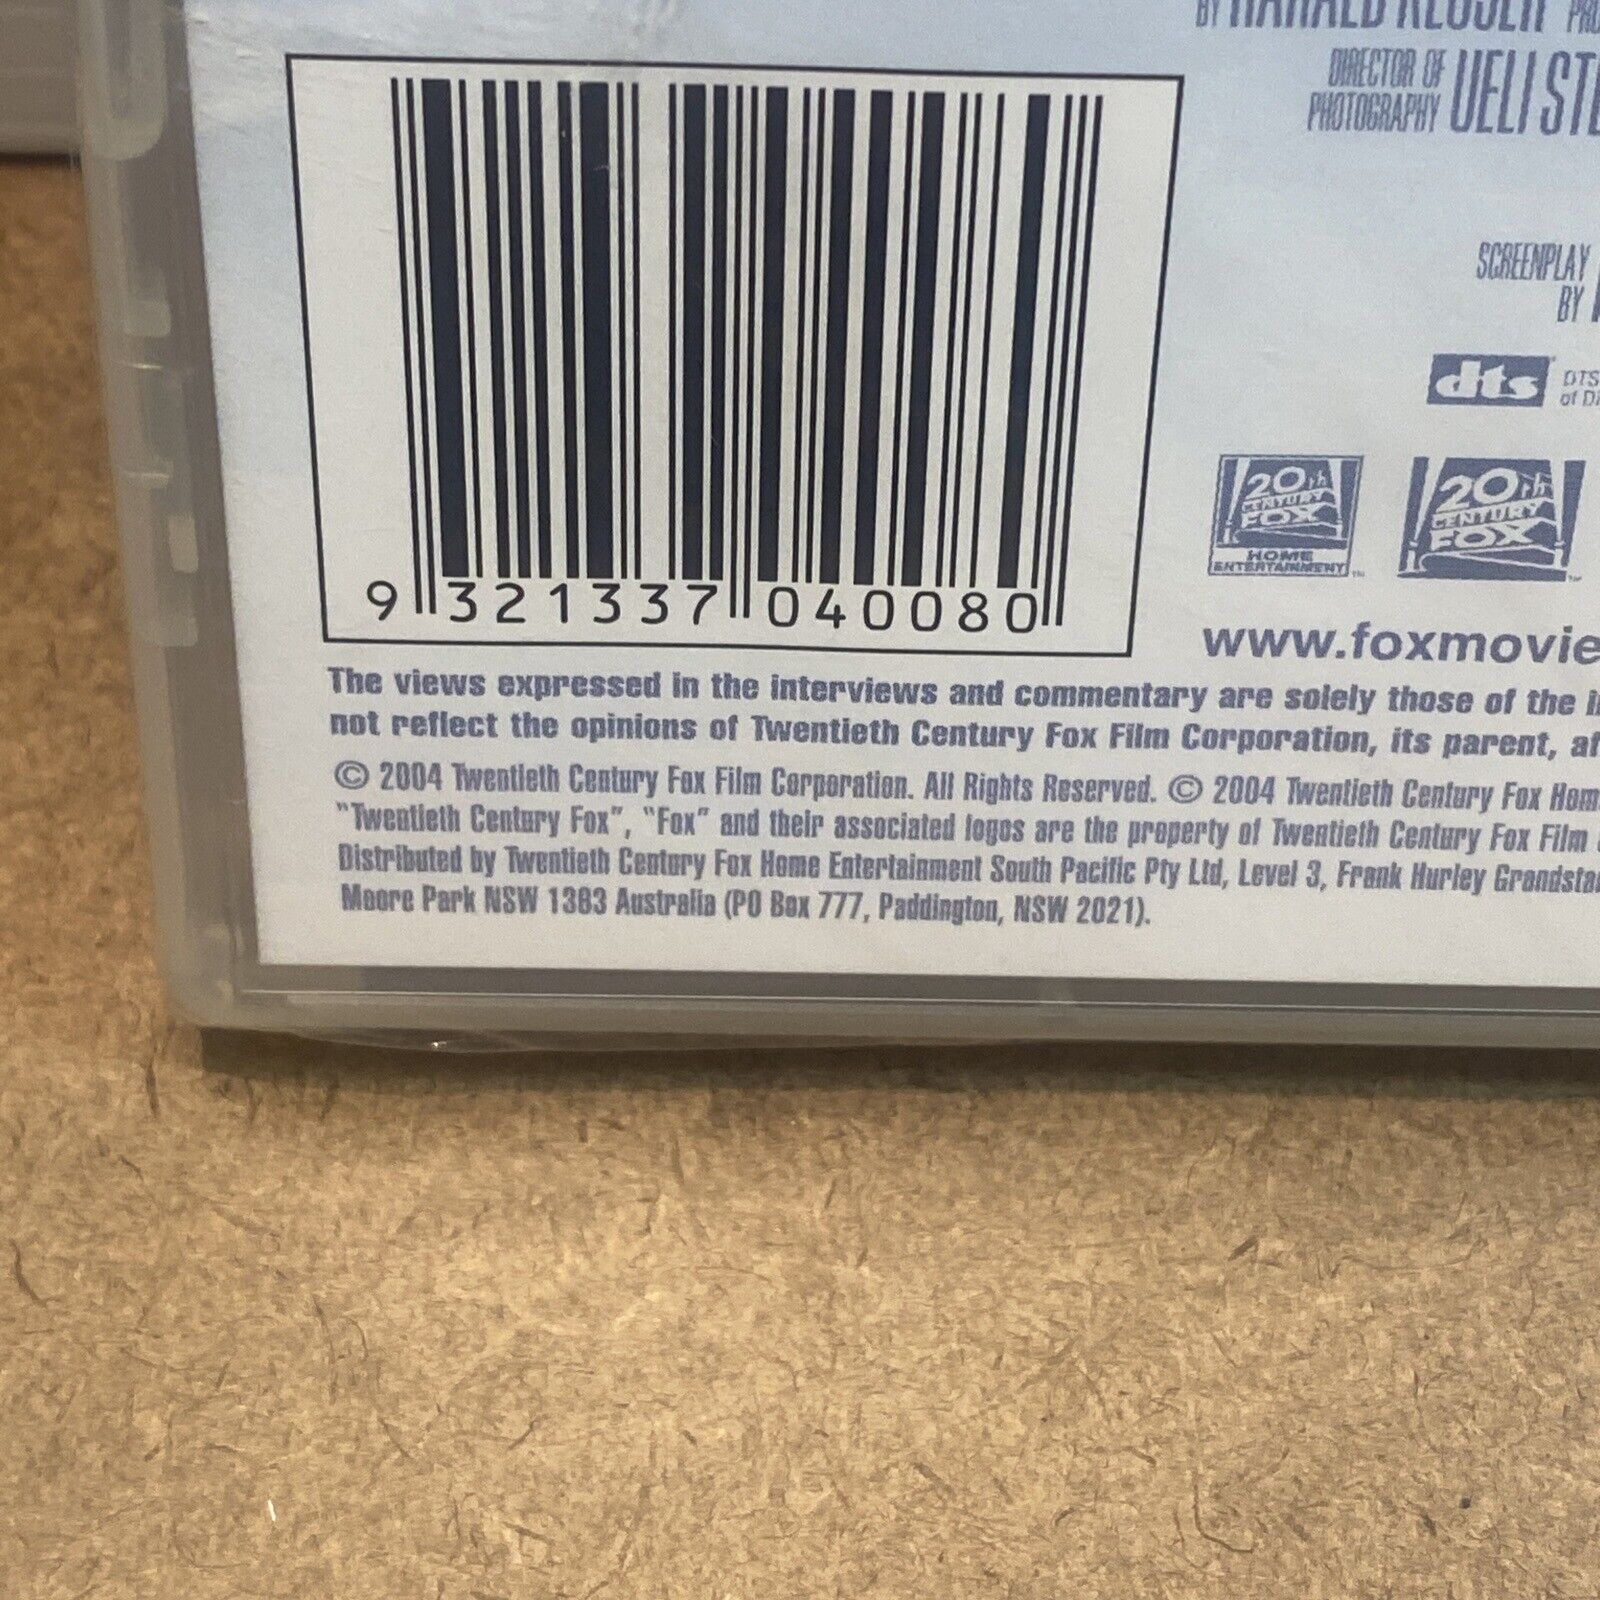 BY HARALD KLOSER
DIRECTOR OF PHOTOGRAPHY UELI
SCREENPLAY BY
dts
20th CENTURY FOX HOME ENTERTAINMENT
20th CENTURY FOX
9 321337 040080
www.foxmovie
The views expressed in the interviews and commentary are solely those of the
not reflect the opinions of Twentieth Century Fox Film Corporation, its parent,
© 2004 Twentieth Century Fox Film Corporation. All Rights Reserved. © 2004 Twentieth Century Fox Hom
"Twentieth Century Fox", "Fox" and their associated logos are the property of Twentieth Century Fox Film
Distributed by Twentieth Century Fox Home Entertainment South Pacific Pty Ltd, Level 3, Frank Hurley Grandsta
Moore Park NSW 1363 Australia (PO Box 777, Paddington, NSW 2021).